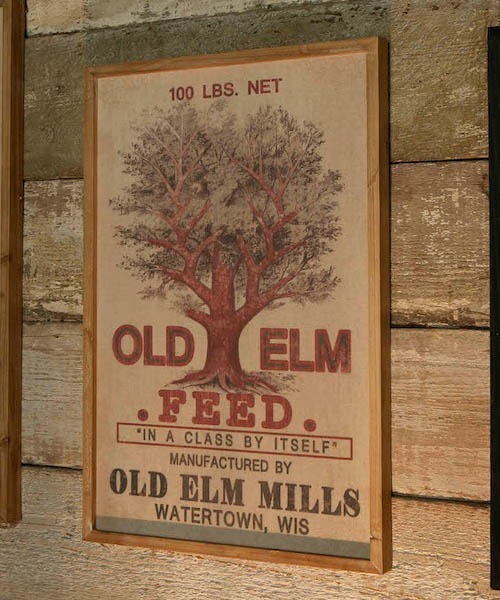 100 LBS. NET
OLD ELM
.FEED.
"IN A CLASS BY ITSELF"
MANUFACTURED BY
OLD ELM MILLS
WATERTOWN, WIS